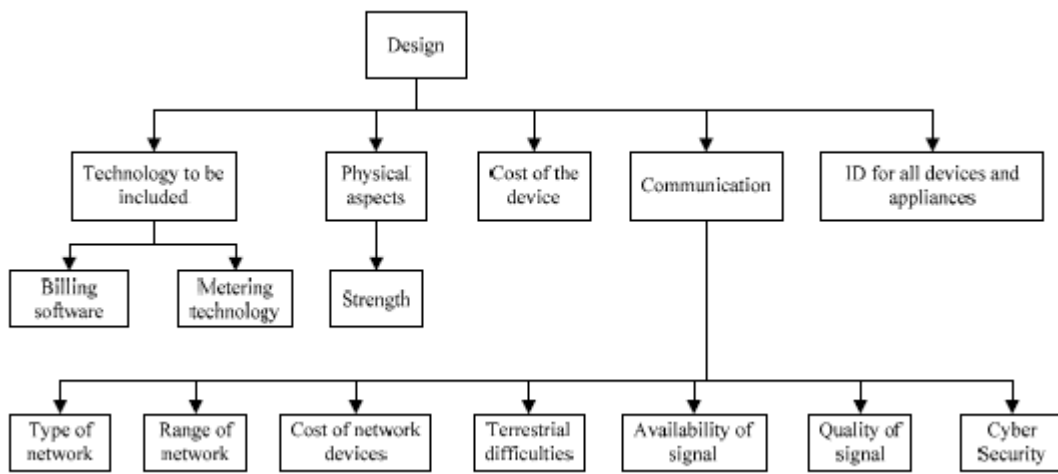 Design
Technology to be
included
Physical
aspects
Cost of the
device
Communication
ID for all devices and
appliances
Billing
software
Metering
technology
Strength
Type of
network
Range of
network
Cost of network
devices
Terrestrial
difficulties
Availability of
signal
Quality of
signal
Cyber
Security